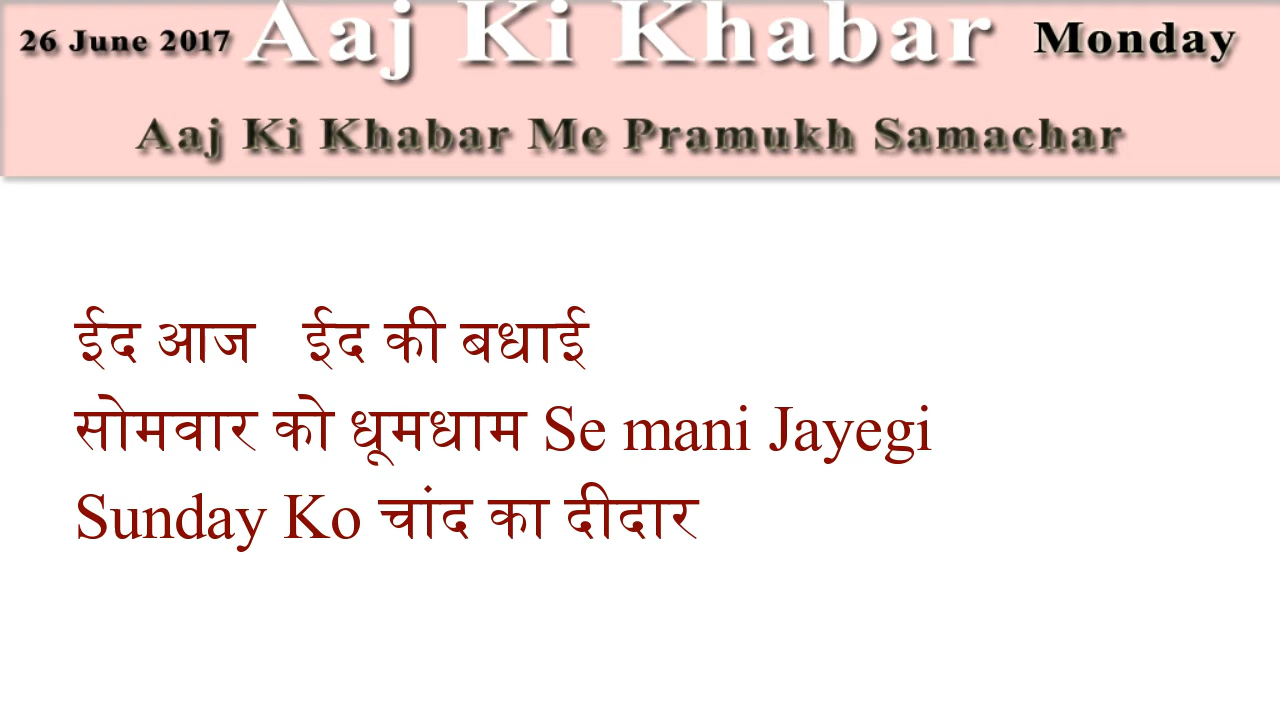 26 June 2017 Aaj Ki Khabar Monday
Aaj Ki Khabar Me Pramukh Samachar
ईद आज ईद की बधाई
सोमवार को धूमधाम Se mani Jayegi
Sunday Ko चांद का दीदार